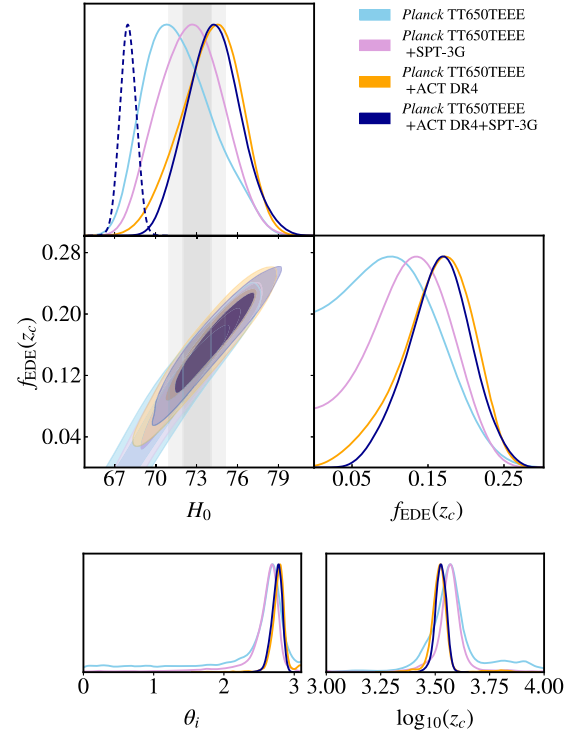 Planck TT650TEEE
Planck TT650TEEE
+SPT-3G
Planck TT650TEEE
+ACT DR4
Planck TT650TEEE
+ACT DR4+SPT-3G
0.28
0.20
0.12
0.04
f_EDE(z_c)
67 70 73 76 79
H_0
0.05 0.15 0.25
f_EDE(z_c)
0 1 2 3
θ_i
3.00 3.25 3.50 3.75 4.00
log_10(z_c)